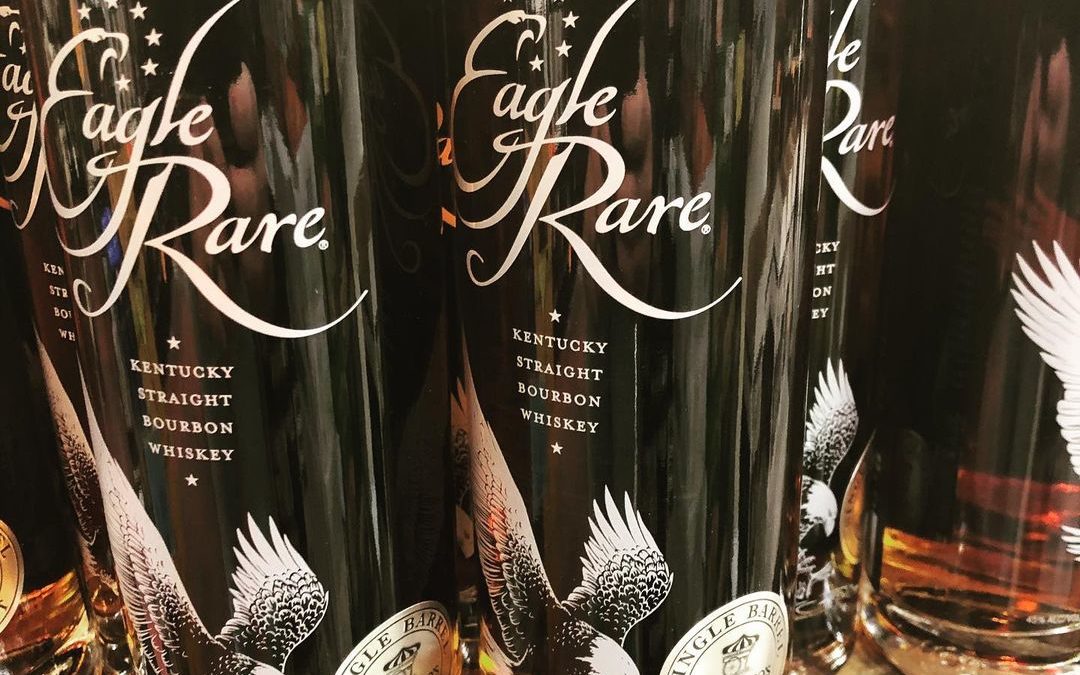 Eagle
Rare®
KENTUCKY
STRAIGHT
BOURBON
WHISKEY
Eagle
Rare®
KENTUCKY
STRAIGHT
BOURBON
WHISKEY
Rare